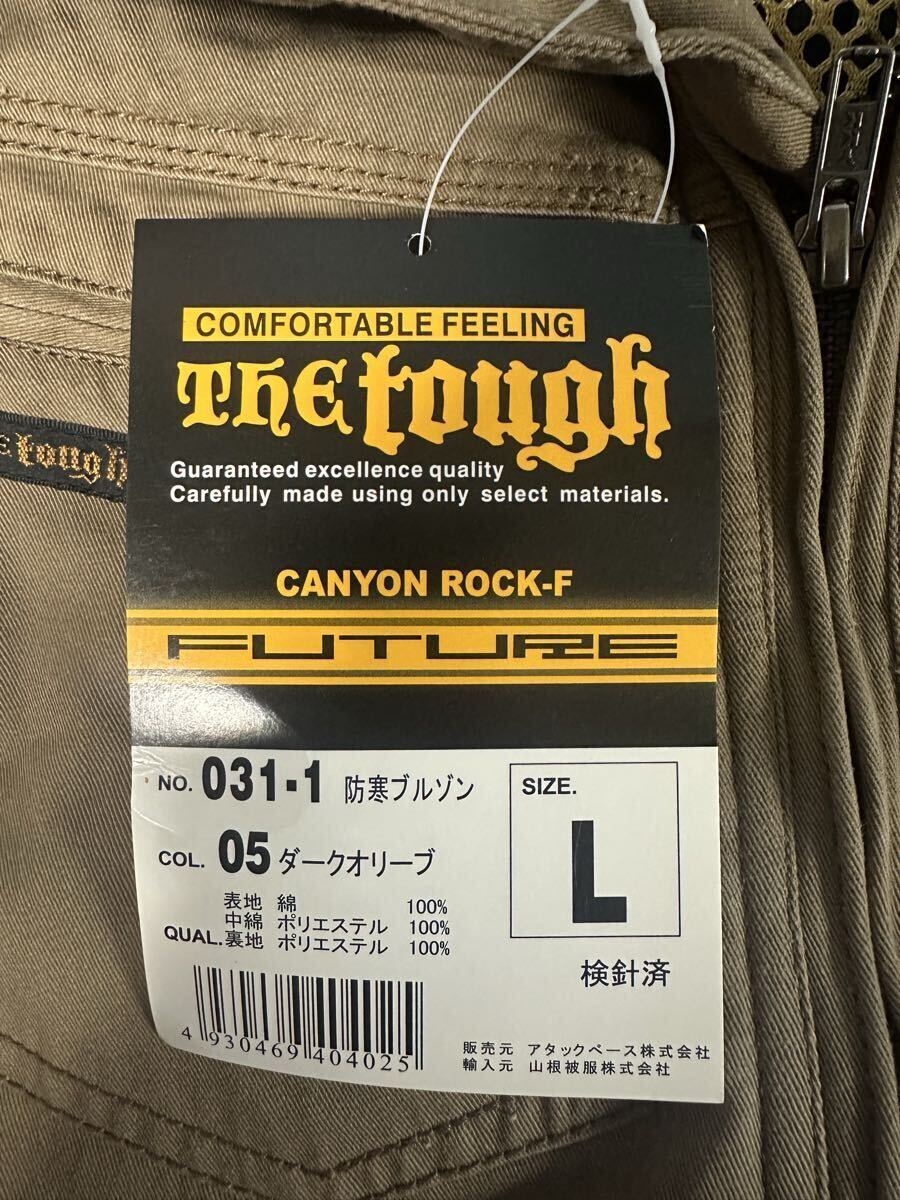 COMFORTABLE FEELING
THE tough
Guaranteed excellence quality
Carefully made using only select materials.
E tough
CANYON ROCK-F
FUTURE
NO. 031-1 防寒ブルゾン
SIZE.
L
COL. 05 ダークオリーブ
QUAL. 表地 綿 100%
中綿 ポリエステル 100%
裏地 ポリエステル 100%
検針済
4 930469 404025
販売元 アタックベース株式会社
輸入元 山根被服株式会社